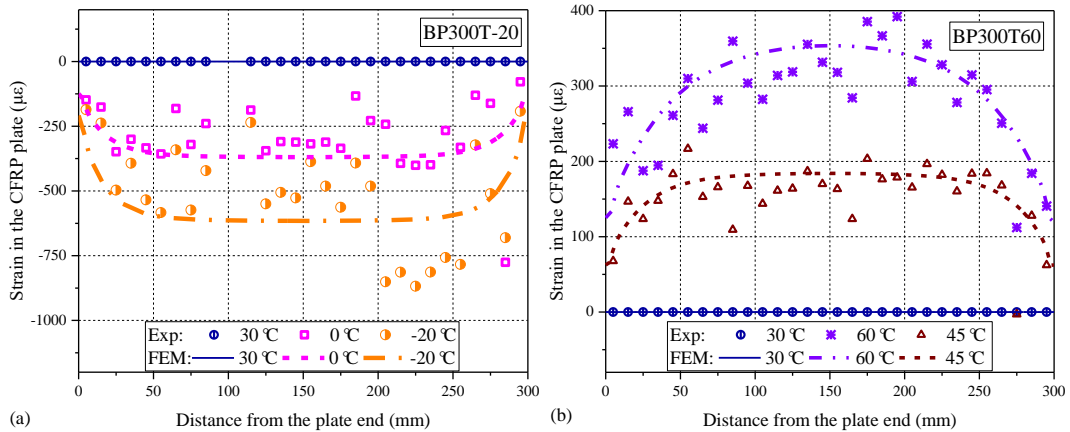 BP300T-20
0
-250
-500
-750
-1000
Strain in the CFRP plate (με)
Exp: 30 ℃ 0 ℃ -20 ℃
FEM: 30 ℃ 0 ℃ -20 ℃
0 50 100 150 200 250 300
(a) Distance from the plate end (mm)
BP300T60
400
300
200
100
0
Strain in the CFRP plate (με)
Exp: 30 ℃ 60 ℃ 45 ℃
FEM: 30 ℃ 60 ℃ 45 ℃
0 50 100 150 200 250 300
(b) Distance from the plate end (mm)